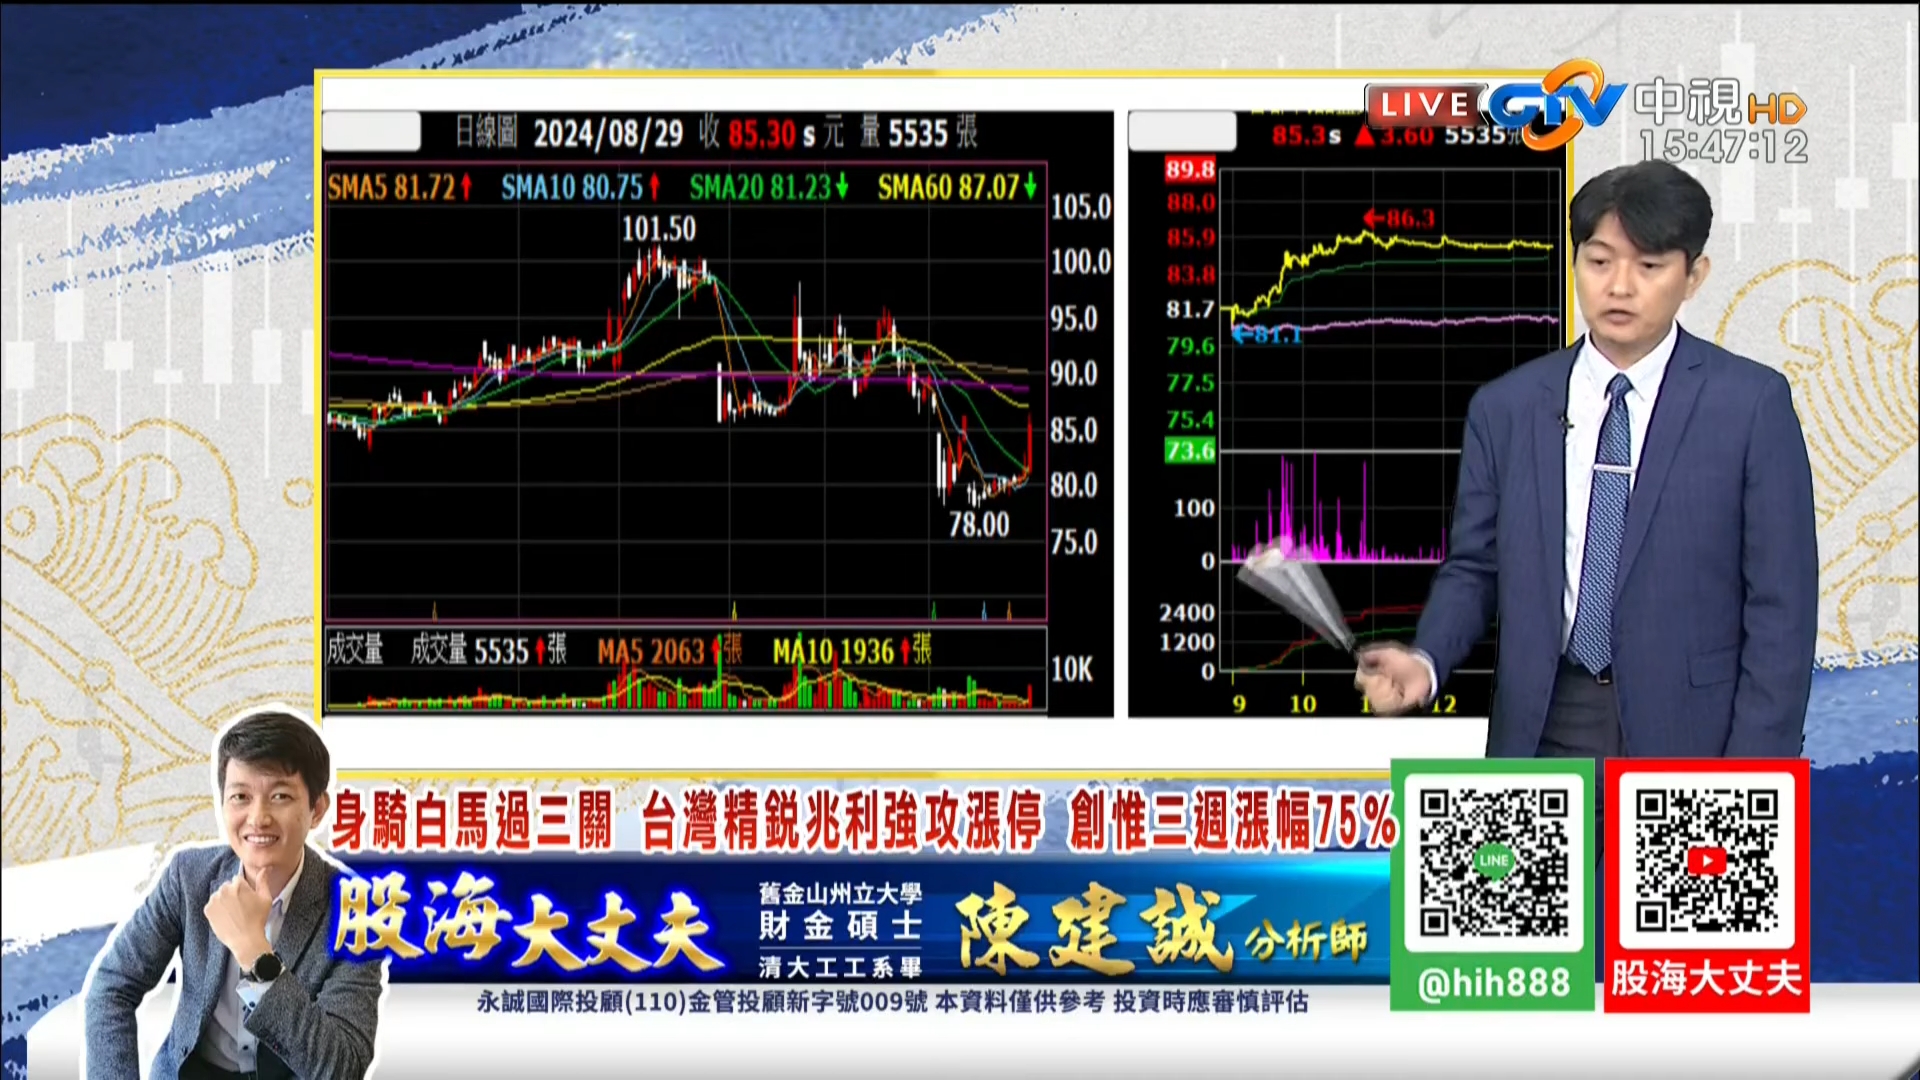 LIVE GTV 中視HD
15:47:12
日線圖 2024/08/29 收 85.30 s 元 量 5535 張
SMA5 81.72↑ SMA10 80.75↑ SMA20 81.23↓ SMA60 87.07↓
101.50
78.00
105.0
100.0
95.0
90.0
85.0
80.0
75.0
成交量 成交量 5535↑張 MA5 2063↑張 MA10 1936↑張
10K
85.3s ▲3.60 5535張
89.8
88.0
85.9
83.8
81.7
79.6
77.5
75.4
73.6
←86.3
←81.1
100
0
2400
1200
0
9 10 12
身騎白馬過三關 台灣精銳兆利強攻漲停 創惟三週漲幅75%
股海大丈夫
舊金山州立大學
財金碩士
清大工工系畢
陳建誠 分析師
永誠國際投顧(110)金管投顧新字號009號 本資料僅供參考 投資時應審慎評估
LINE
@hih888
股海大丈夫